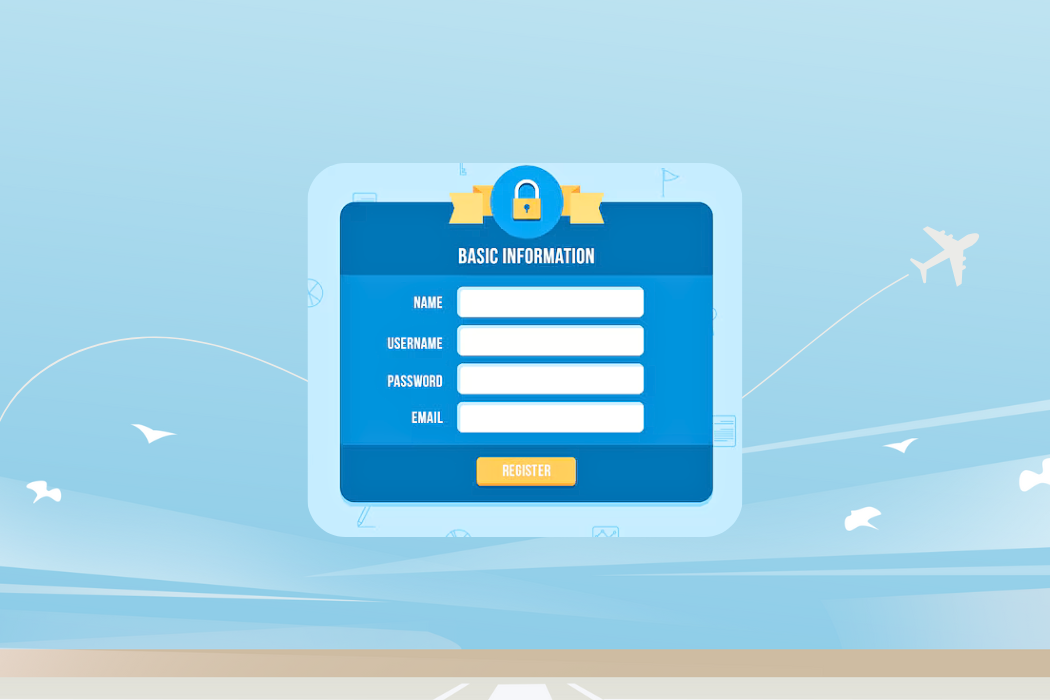 BASIC INFORMATION
NAME
USERNAME
PASSWORD
EMAIL
REGISTER